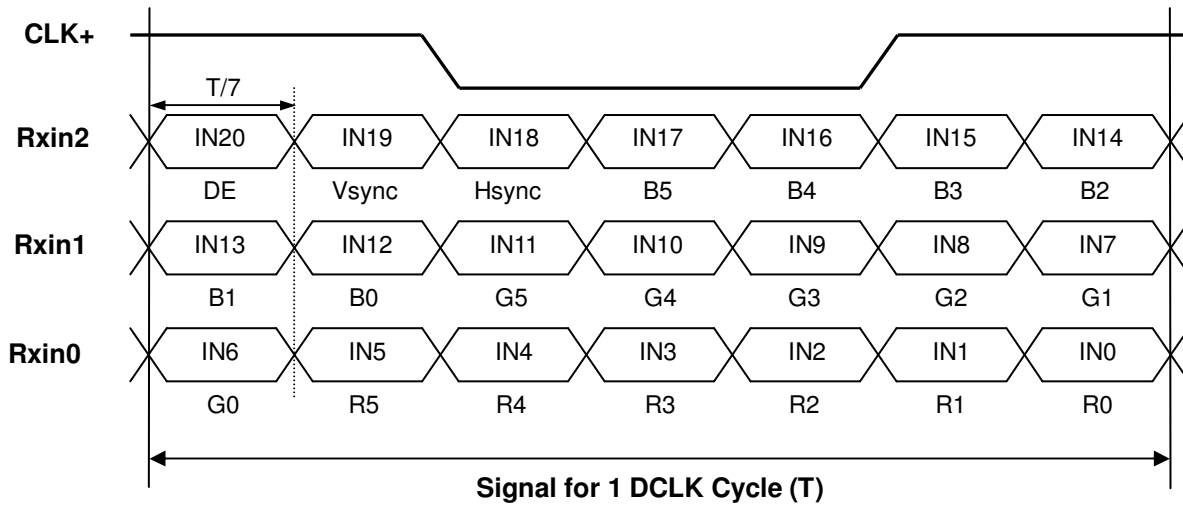 CLK+
T/7
Rxin2 IN20 IN19 IN18 IN17 IN16 IN15 IN14
DE Vsync Hsync B5 B4 B3 B2
Rxin1 IN13 IN12 IN11 IN10 IN9 IN8 IN7
B1 B0 G5 G4 G3 G2 G1
Rxin0 IN6 IN5 IN4 IN3 IN2 IN1 IN0
G0 R5 R4 R3 R2 R1 R0
Signal for 1 DCLK Cycle (T)